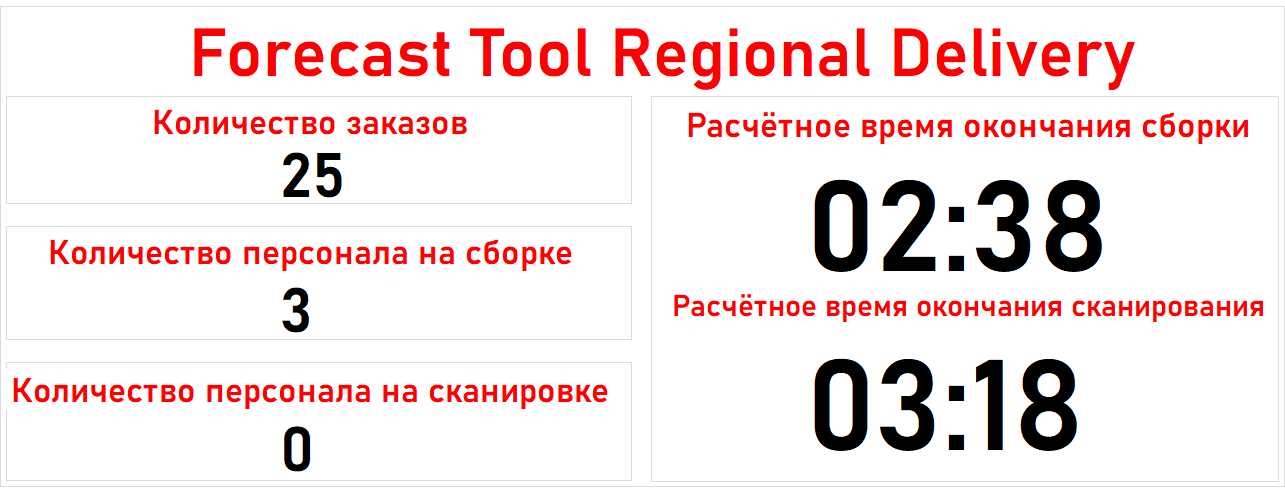 Forecast Tool Regional Delivery
Количество заказов
25
Количество персонала на сборке
3
Количество персонала на сканировке
0
Расчётное время окончания сборки
02:38
Расчётное время окончания сканирования
03:18